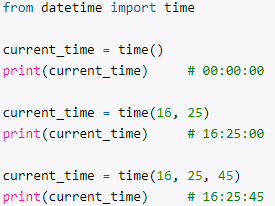 from datetime import time
current_time = time()
print(current_time)     # 00:00:00
current_time = time(16, 25)
print(current_time)     # 16:25:00
current_time = time(16, 25, 45)
print(current_time)     # 16:25:45